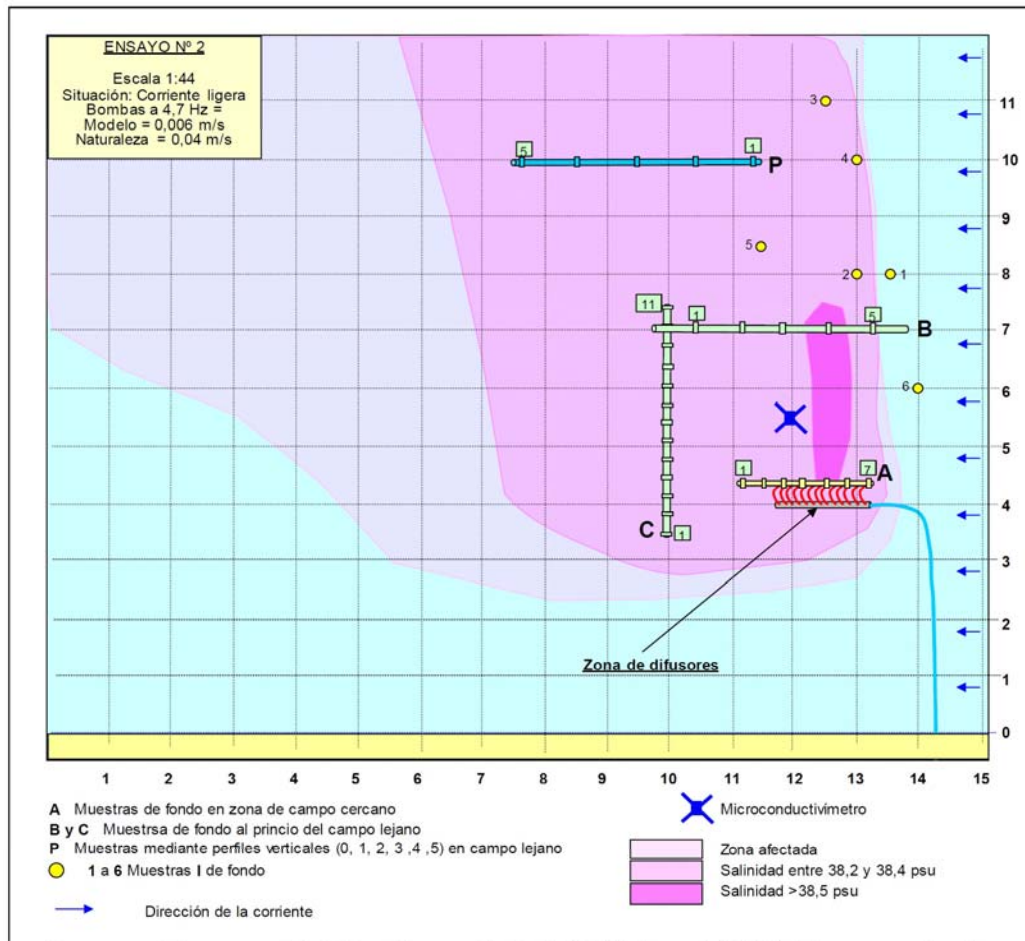 ENSAYO Nº 2
Escala 1:44
Situación: Corriente ligera
Bombas a 4,7 Hz =
Modelo = 0,006 m/s
Naturaleza = 0,04 m/s
3
11
5
1
4
10
P
5
9
2
1
8
11
1
5
B
7
6
6
5
1
7
A
4
C
1
3
2
Zona de difusores
1
0
1 2 3 4 5 6 7 8 9 10 11 12 13 14 15
A Muestras de fondo en zona de campo cercano
B y C Muestrsa de fondo al princio del campo lejano
P Muestras mediante perfiles verticales (0, 1, 2, 3 ,4 ,5) en campo lejano
1 a 6 Muestras I de fondo
Dirección de la corriente
Microconductivímetro
Zona afectada
Salinidad entre 38,2 y 38,4 psu
Salinidad >38,5 psu